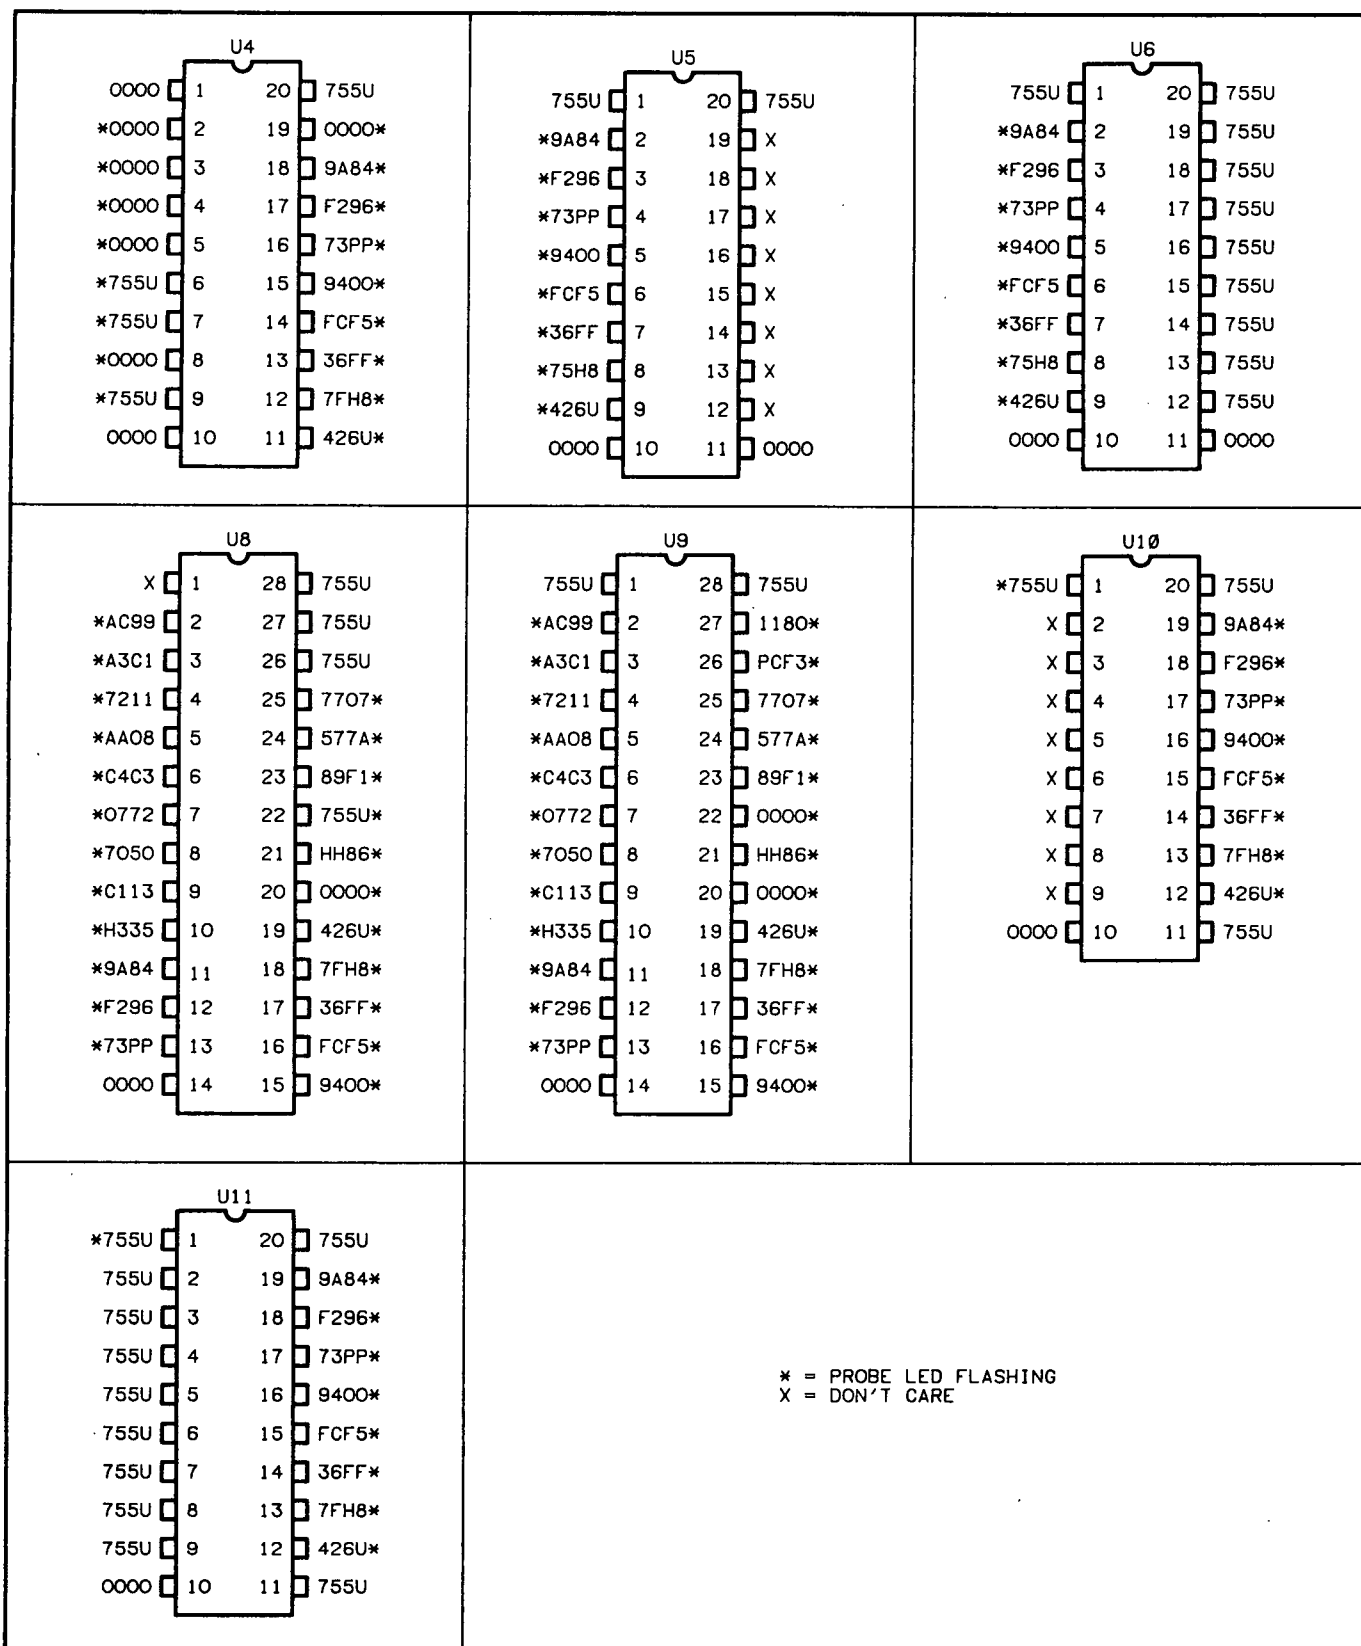 U4
0000 1 20 755U
*0000 2 19 0000*
*0000 3 18 9A84*
*0000 4 17 F296*
*0000 5 16 73PP*
*755U 6 15 9400*
*755U 7 14 FCF5*
*0000 8 13 36FF*
*755U 9 12 7FH8*
0000 10 11 426U*
U5
755U 1 20 755U
*9A84 2 19 X
*F296 3 18 X
*73PP 4 17 X
*9400 5 16 X
*FCF5 6 15 X
*36FF 7 14 X
*75H8 8 13 X
*426U 9 12 X
0000 10 11 0000
U6
755U 1 20 755U
*9A84 2 19 755U
*F296 3 18 755U
*73PP 4 17 755U
*9400 5 16 755U
*FCF5 6 15 755U
*36FF 7 14 755U
*75H8 8 13 755U
*426U 9 12 755U
0000 10 11 0000
U8
X 1 28 755U
*AC99 2 27 755U
*A3C1 3 26 755U
*7211 4 25 7707*
*AA08 5 24 577A*
*C4C3 6 23 89F1*
*0772 7 22 755U*
*7050 8 21 HH86*
*C113 9 20 0000*
*H335 10 19 426U*
*9A84 11 18 7FH8*
*F296 12 17 36FF*
*73PP 13 16 FCF5*
0000 14 15 9400*
U9
755U 1 28 755U
*AC99 2 27 1180*
*A3C1 3 26 PCF3*
*7211 4 25 7707*
*AA08 5 24 577A*
*C4C3 6 23 89F1*
*0772 7 22 0000*
*7050 8 21 HH86*
*C113 9 20 0000*
*H335 10 19 426U*
*9A84 11 18 7FH8*
*F296 12 17 36FF*
*73PP 13 16 FCF5*
0000 14 15 9400*
U1Ø
*755U 1 20 755U
X 2 19 9A84*
X 3 18 F296*
X 4 17 73PP*
X 5 16 9400*
X 6 15 FCF5*
X 7 14 36FF*
X 8 13 7FH8*
X 9 12 426U*
0000 10 11 755U
U11
*755U 1 20 755U
755U 2 19 9A84*
755U 3 18 F296*
755U 4 17 73PP*
755U 5 16 9400*
755U 6 15 FCF5*
755U 7 14 36FF*
755U 8 13 7FH8*
755U 9 12 426U*
0000 10 11 755U
* = PROBE LED FLASHING
X = DON'T CARE